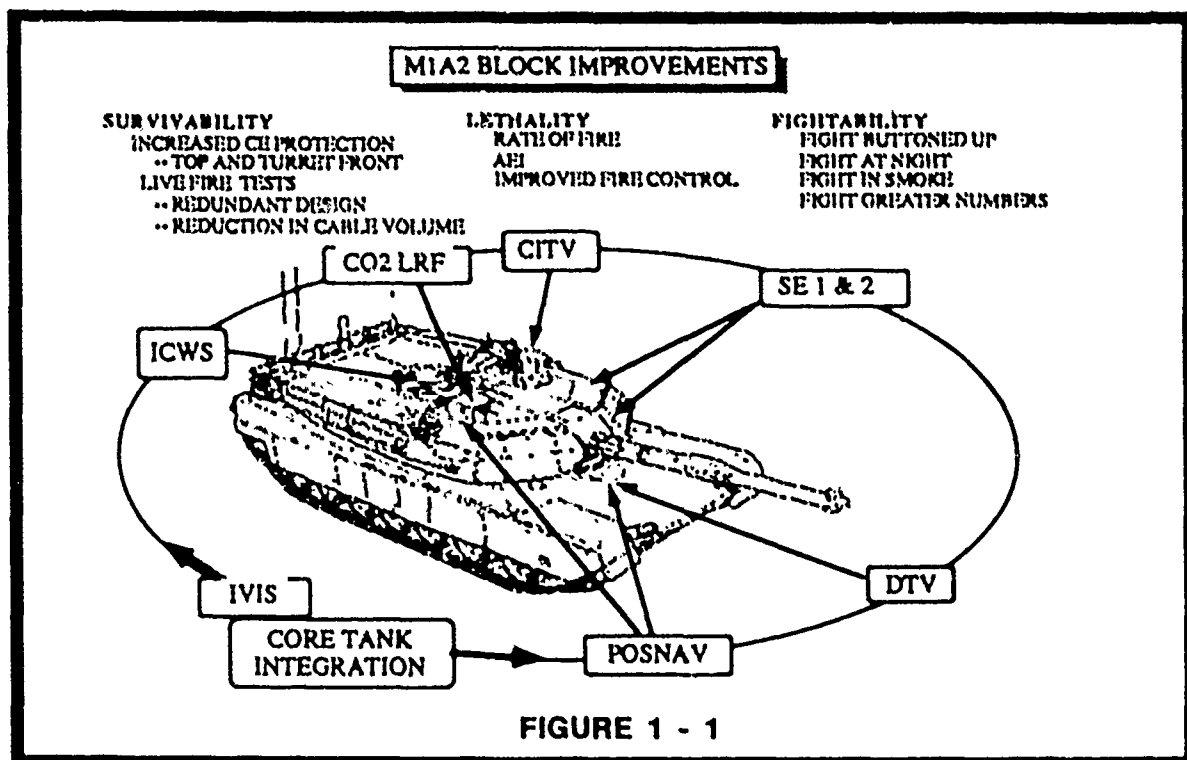 M1A2 BLOCK IMPROVEMENTS
SURVIVABILITY
INCREASED CE PROTECTION
•• TOP AND TURRET FRONT
LIVE FIRE TESTS
•• REDUNDANT DESIGN
•• REDUCTION IN CABLE VOLUME
LETHALITY
RATE OF FIRE
IMPROVED FIRE CONTROL
FIGHTABILITY
FIGHT BUTTONED UP
FIGHT AT NIGHT
FIGHT IN SMOKE
FIGHT GREATER NUMBERS
CO2 LRF
CITV
SE 1 & 2
ICWS
IVIS
DTV
CORE TANK
INTEGRATION
POSNAV
FIGURE 1 - 1